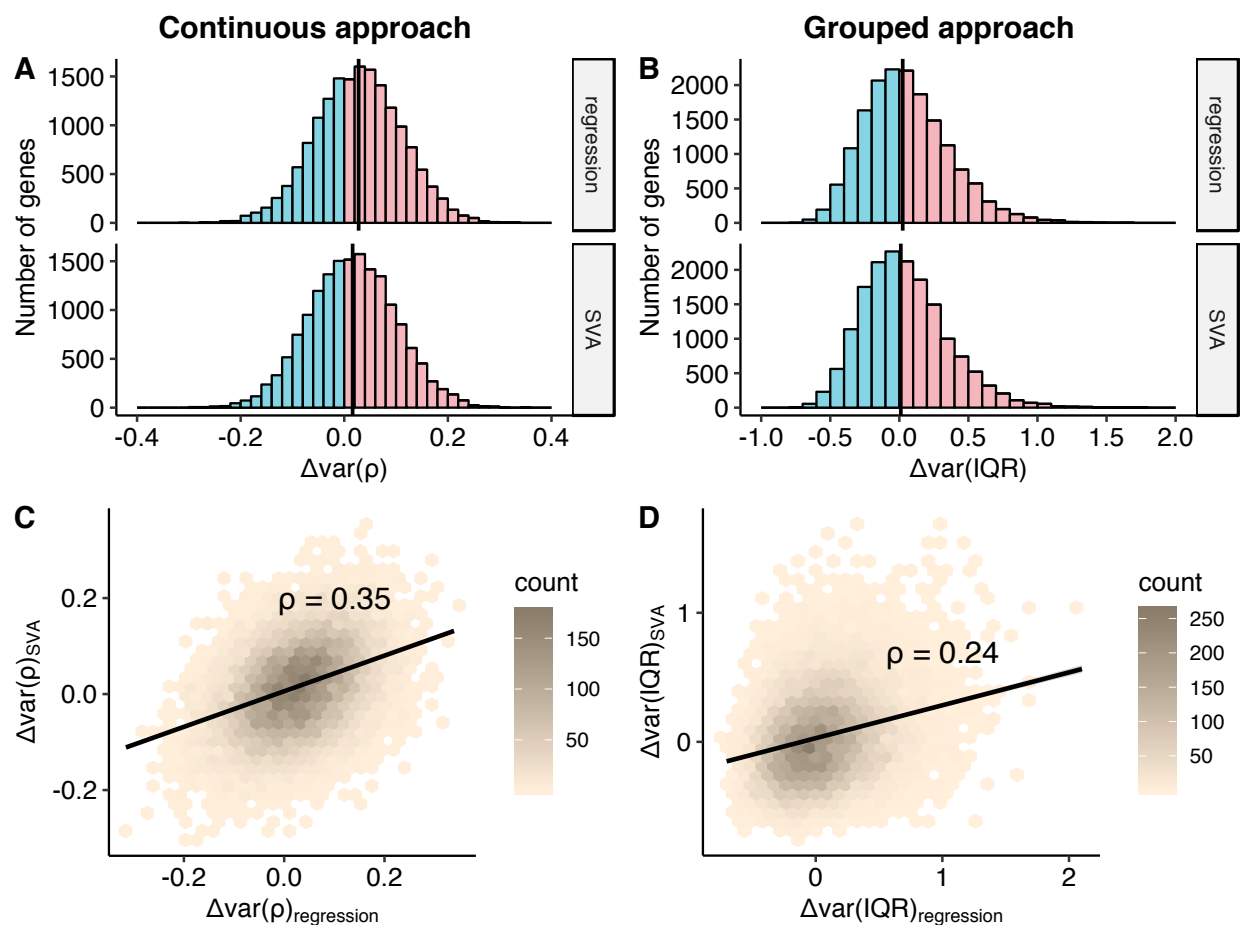 Continuous approach
Grouped approach
A
Number of genes
1500
1000
500
0
regression
1500
1000
500
0
SVA
-0.4
-0.2
0.0
0.2
0.4
Δvar(ρ)
B
Number of genes
2000
1500
1000
500
0
regression
2000
1500
1000
500
0
SVA
-1.0
-0.5
0.0
0.5
1.0
1.5
2.0
Δvar(IQR)
C
Δvar(ρ)SVA
0.2
0.0
-0.2
ρ = 0.35
-0.2
0.0
0.2
Δvar(ρ)regression
count
150
100
50
D
Δvar(IQR)SVA
1
0
ρ = 0.24
0
1
2
Δvar(IQR)regression
count
250
200
150
100
50